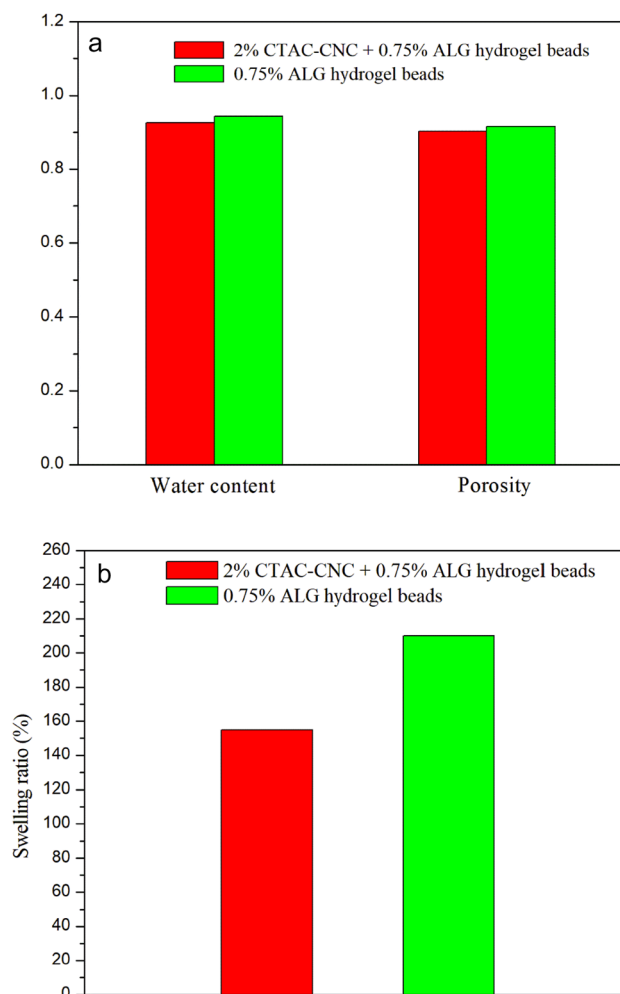 1.2
a
2% CTAC-CNC + 0.75% ALG hydrogel beads
0.75% ALG hydrogel beads
1.0
0.8
0.6
0.4
0.2
0.0
Water content
Porosity
260
b
2% CTAC-CNC + 0.75% ALG hydrogel beads
240
0.75% ALG hydrogel beads
220
200
180
160
140
120
100
80
60
40
20
0
Swelling ratio (%)